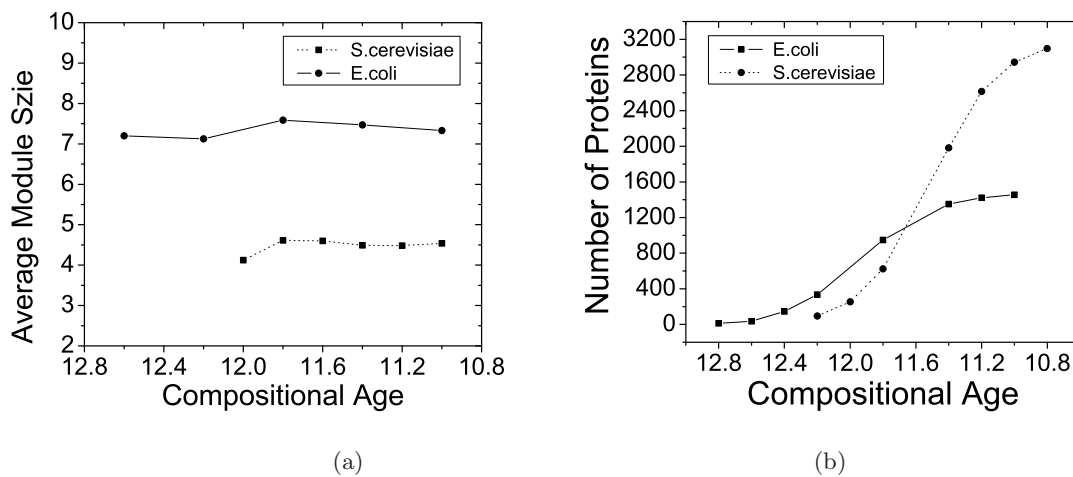 10
9
8
7
6
5
4
3
2
Average Module Szie
S.cerevisiae
E.coli
12.8 12.4 12.0 11.6 11.2 10.8
Compositional Age
(a)
3200
2800
2400
2000
1600
1200
800
400
0
Number of Proteins
E.coli
S.cerevisiae
12.8 12.4 12.0 11.6 11.2 10.8
Compositional Age
(b)